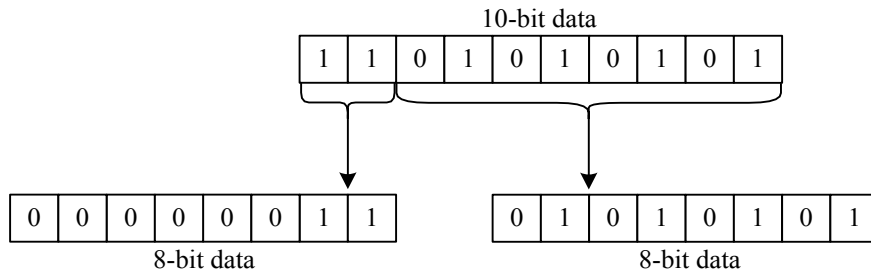 10-bit data
1 1 0 1 0 1 0 1 0 1
0 0 0 0 0 0 1 1
0 1 0 1 0 1 0 1
8-bit data
8-bit data